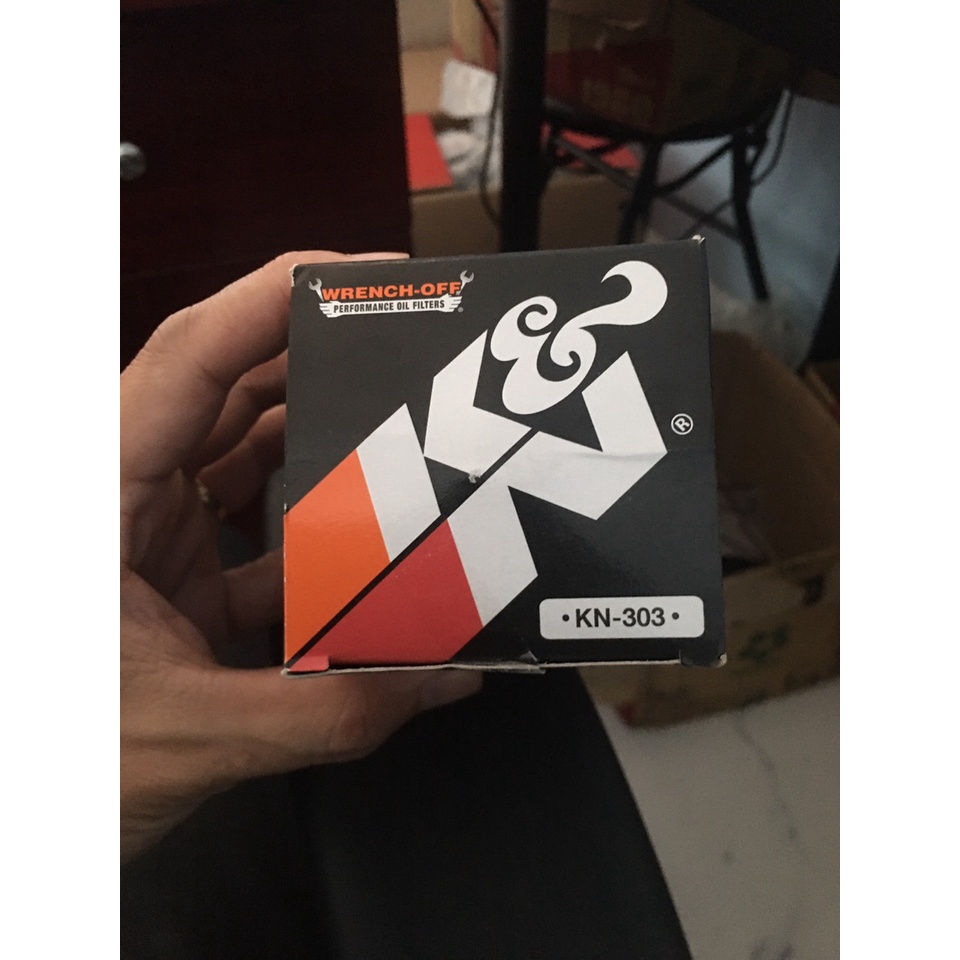 WRENCH-OFF
PERFORMANCE OIL FILTERS
®
K&N
®
• KN-303 •